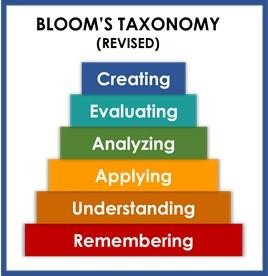 BLOOM'S TAXONOMY
(REVISED)
Creating
Evaluating
Analyzing
Applying
Understanding
Remembering